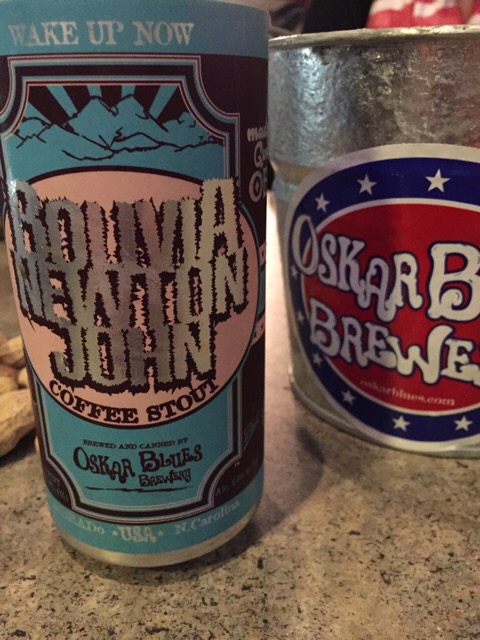 WAKE UP NOW
BOLIVIA
NEWTON
JOHN
COFFEE STOUT
BREWED AND CANNED BY
OSKAR BLUES
BREWERY
USA • N. Carolina
OSKAR B
BREWE
oskarblues.com